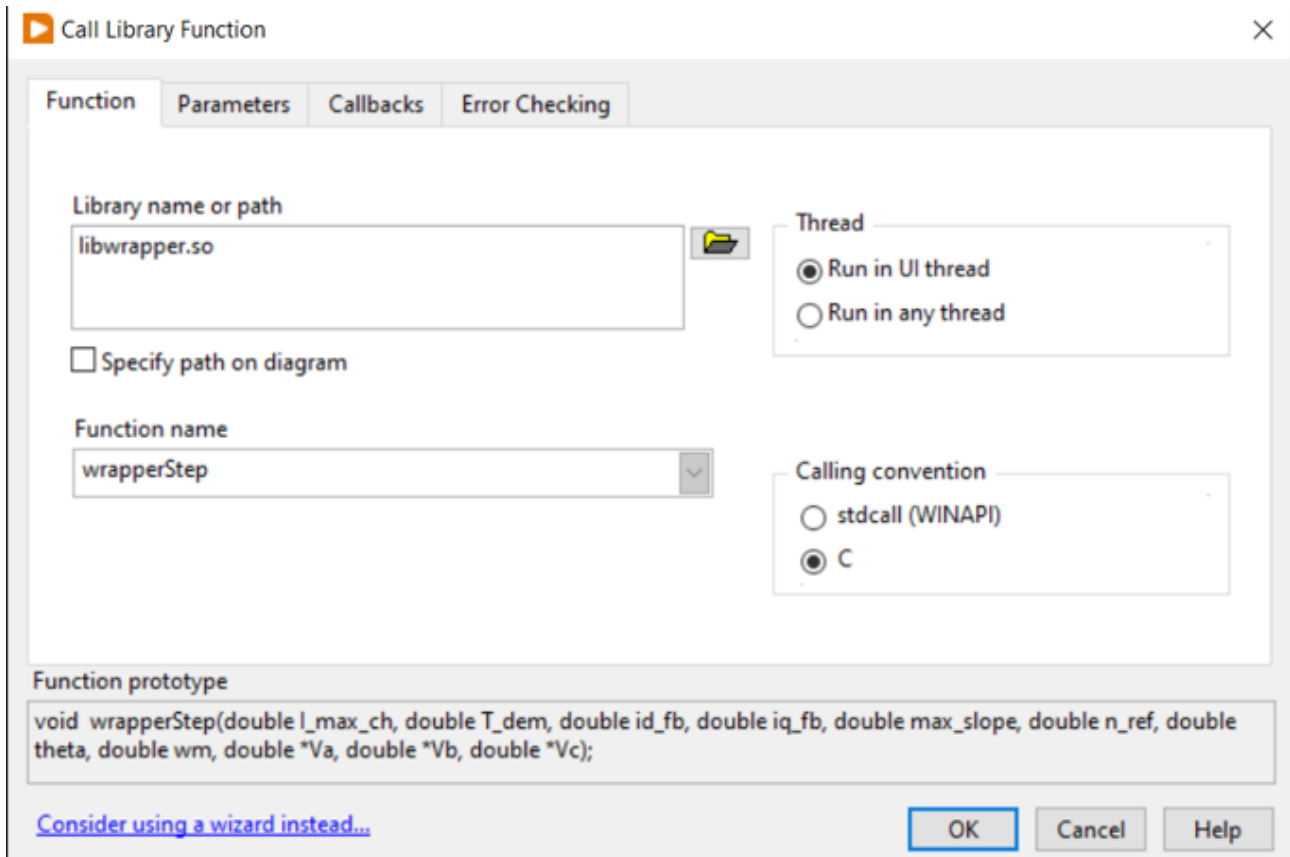 Call Library Function
Function
Parameters
Callbacks
Error Checking
Library name or path
libwrapper.so
Specify path on diagram
Thread
Run in UI thread
Run in any thread
Function name
wrapperStep
Calling convention
stdcall (WINAPI)
C
Function prototype
void  wrapperStep(double I_max_ch, double T_dem, double id_fb, double iq_fb, double max_slope, double n_ref, double
theta, double wm, double *Va, double *Vb, double *Vc);
Consider using a wizard instead...
OK
Cancel
Help